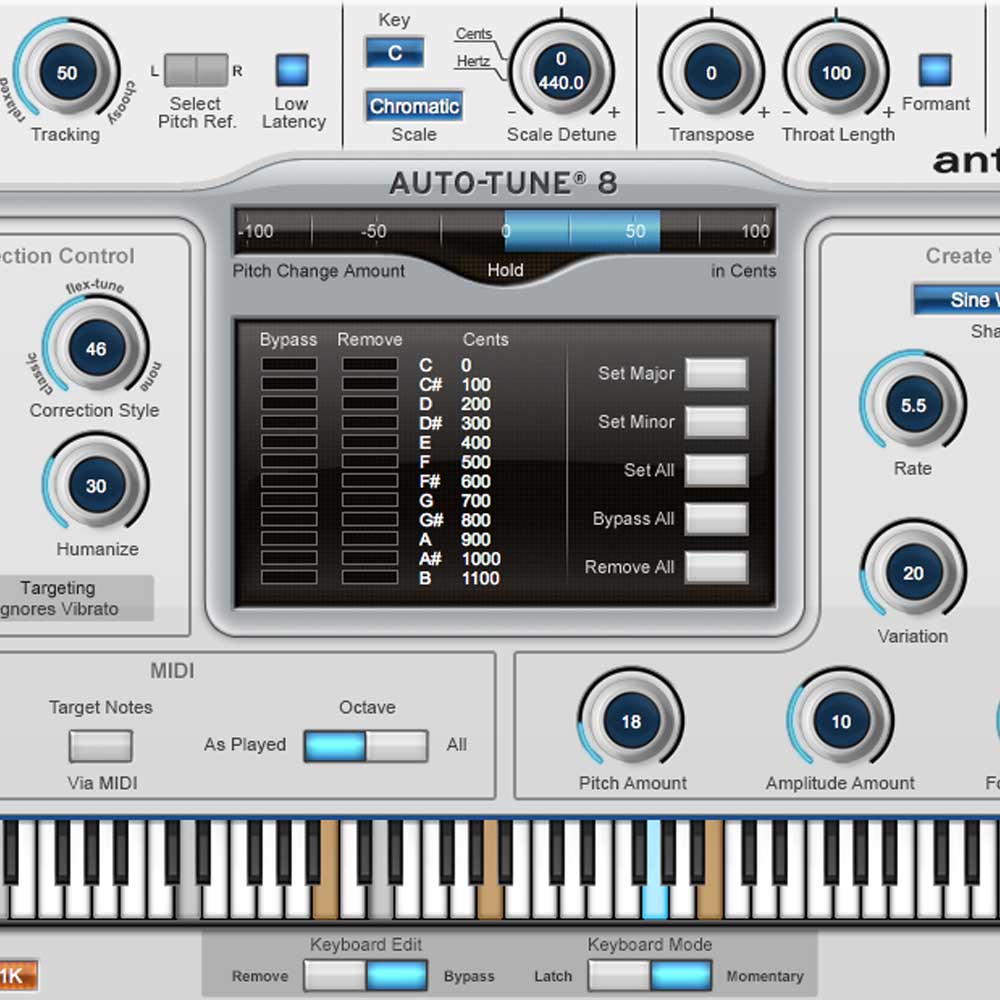 Key
C
Cents
Hertz
0
440.0
0
100
50
L
R
relaxed
choosy
Select
Pitch Ref.
Low
Latency
Chromatic
Formant
Tracking
Scale
Scale Detune
Transpose
Throat Length
- +
- +
- +
ant
AUTO-TUNE® 8
-100 -50 0 50 100
Pitch Change Amount
Hold
in Cents
ction Control
flex-tune
46
classic
none
Correction Style
30
Humanize
Targeting
gnores Vibrato
Bypass Remove Cents
C 0
C# 100
D 200
D# 300
E 400
F 500
F# 600
G 700
G# 800
A 900
A# 1000
B 1100
Set Major
Set Minor
Set All
Bypass All
Remove All
Create
Sine
Sha
5.5
Rate
20
Variation
MIDI
Target Notes
Via MIDI
Octave
As Played
All
18
Pitch Amount
10
Amplitude Amount
Fo
1K
Keyboard Edit
Remove
Bypass
Keyboard Mode
Latch
Momentary